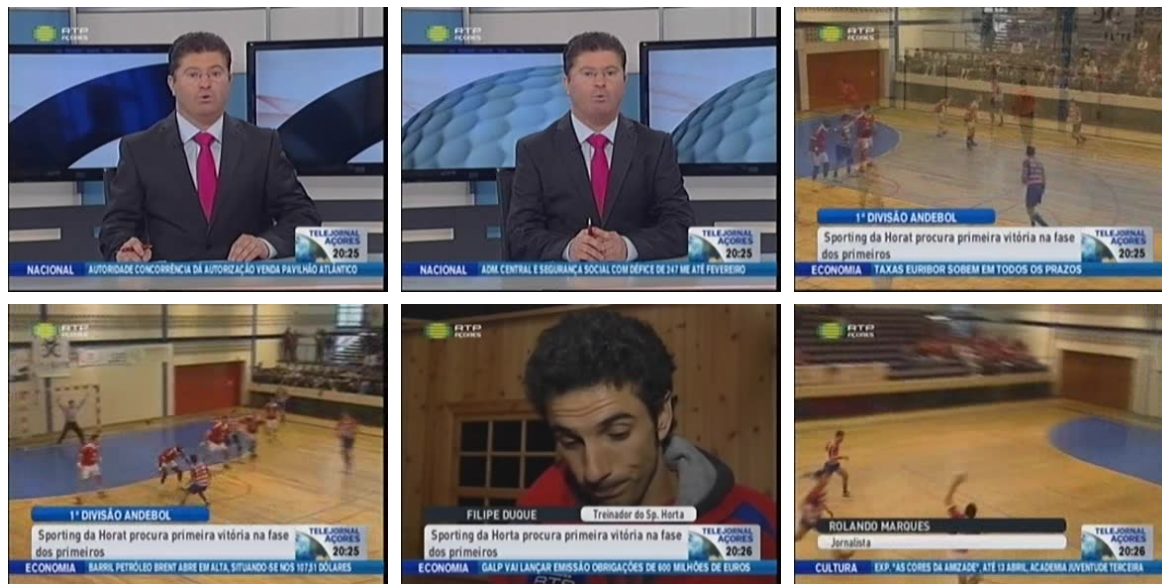 RTP
AÇORES
TELEJORNAL
AÇORES
20:25
NACIONAL AUTORIDADE CONCORRÊNCIA DÁ AUTORIZAÇÃO VENDA PAVILHÃO ATLÂNTICO
RTP
AÇORES
TELEJORNAL
AÇORES
20:25
NACIONAL ADM. CENTRAL E SEGURANÇA SOCIAL COM DÉFICE DE 247 ME ATÉ FEVEREIRO
RTP
AÇORES
1ª DIVISÃO ANDEBOL
Sporting da Horat procura primeira vitória na fase
dos primeiros
TELEJORNAL
AÇORES
20:25
ECONOMIA TAXAS EURIBOR SOBEM EM TODOS OS PRAZOS
RTP
AÇORES
1ª DIVISÃO ANDEBOL
Sporting da Horat procura primeira vitória na fase
dos primeiros
TELEJORNAL
AÇORES
20:25
ECONOMIA BARRIL PETRÓLEO BRENT ABRE EM ALTA, SITUANDO-SE NOS 107,51 DÓLARES
RTP
AÇORES
FILIPE DUQUE Treinador do Sp. Horta
Sporting da Horta procura primeira vitória na fase
dos primeiros
TELEJORNAL
AÇORES
20:26
ECONOMIA GALP VAI LANÇAR EMISSÃO OBRIGAÇÕES DE 600 MILHÕES DE EUROS
RTP
RTP
AÇORES
ROLANDO MARQUES
Jornalista
TELEJORNAL
AÇORES
20:26
CULTURA EXP. "AS CORES DA AMIZADE", ATÉ 13 ABRIL, ACADEMIA JUVENTUDE TERCEIRA